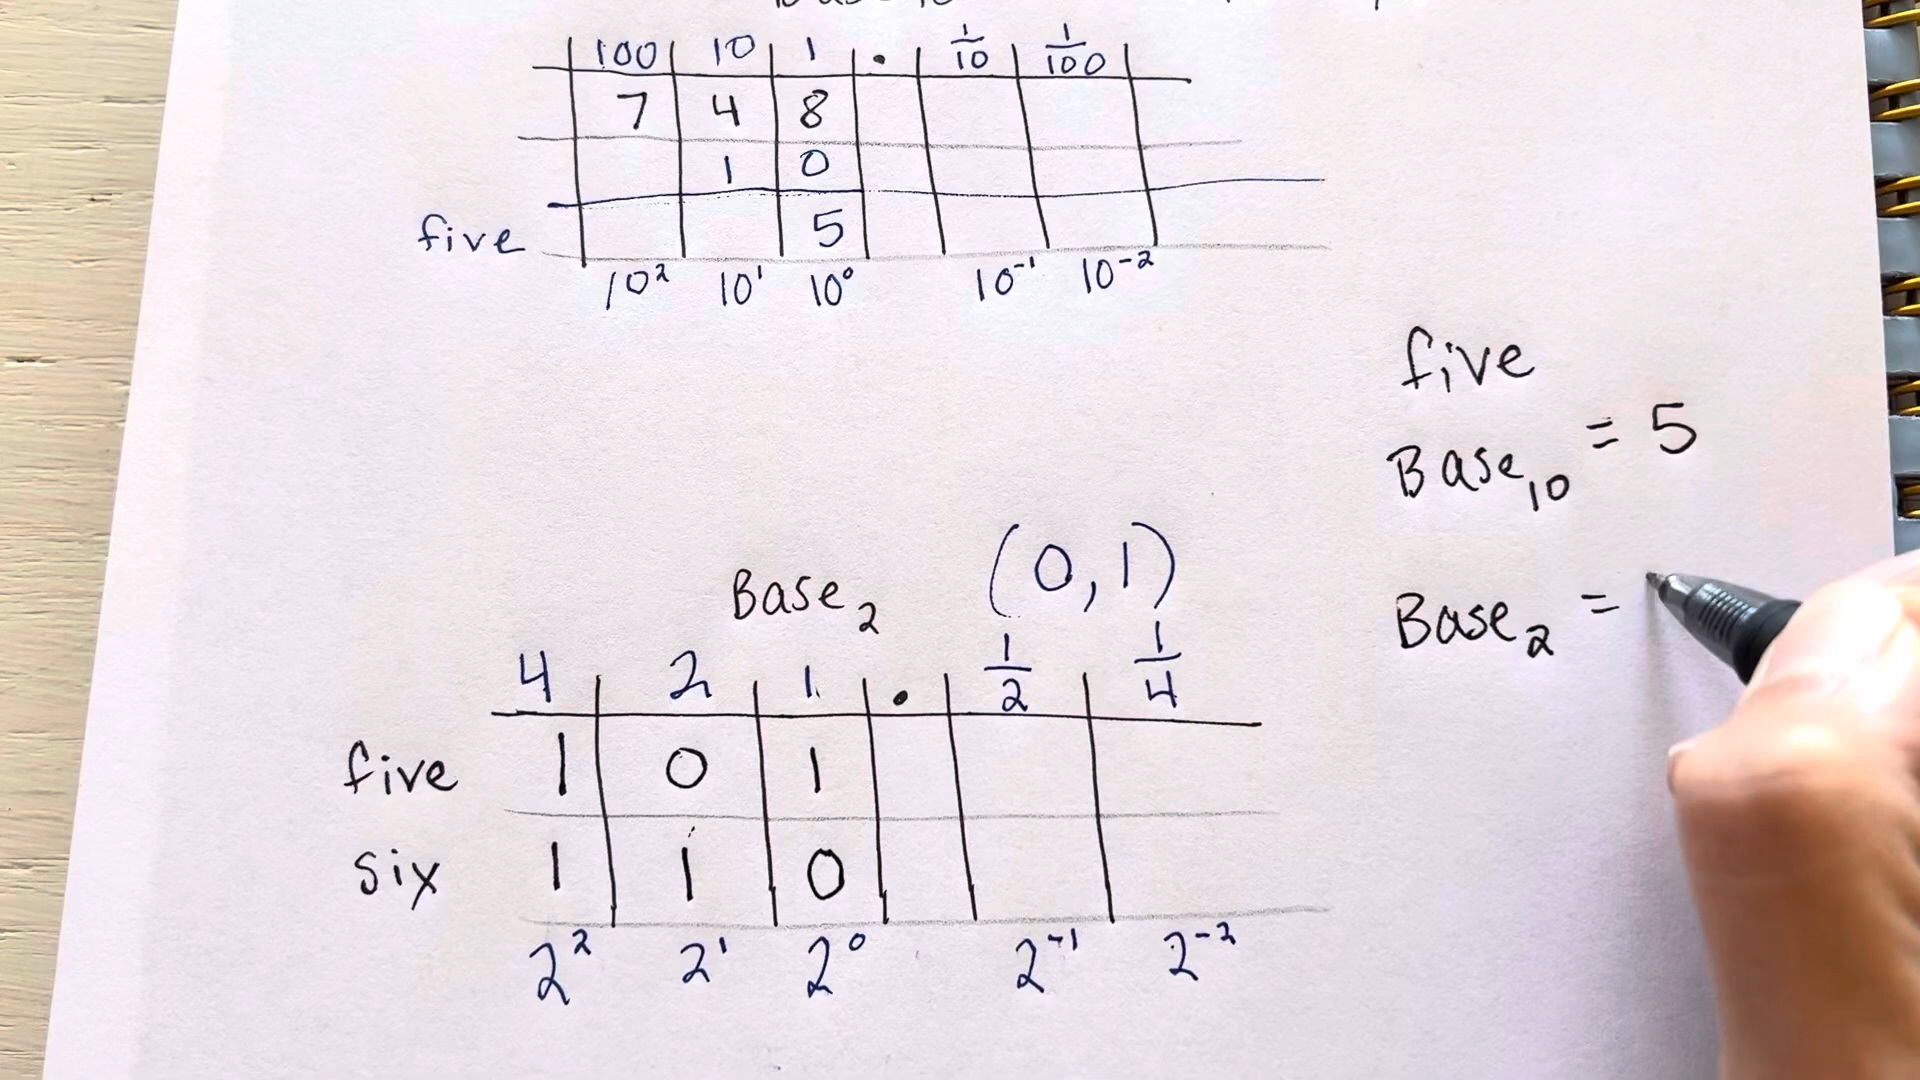 100 10 1 . 1/10 1/100
7 4 8
1 0
five 5
10² 10¹ 10⁰ 10⁻¹ 10⁻²
five
Base₁₀ = 5
Base₂ =
Base₂ (0,1)
4 2 1 . 1/2 1/4
five 1 0 1
six 1 1 0
2² 2¹ 2⁰ 2⁻¹ 2⁻²